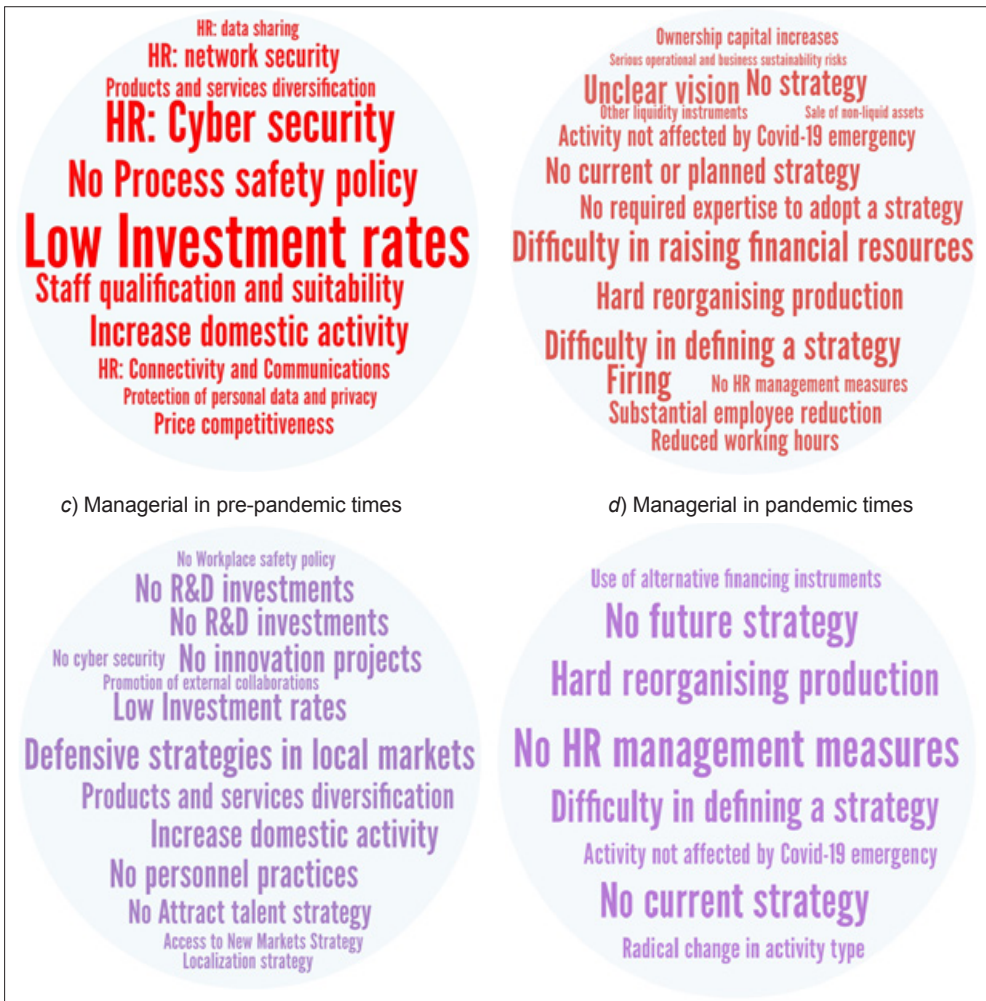 HR: data sharing
HR: network security
Products and services diversification
HR: Cyber security
No Process safety policy
Low Investment rates
Staff qualification and suitability
Increase domestic activity
HR: Connectivity and Communications
Protection of personal data and privacy
Price competitiveness
Ownership capital increases
Serious operational and business sustainability risks
Unclear vision No strategy
Other liquidity instruments Sale of non-liquid assets
Activity not affected by Covid-19 emergency
No current or planned strategy
No required expertise to adopt a strategy
Difficulty in raising financial resources
Hard reorganising production
Difficulty in defining a strategy
Firing No HR management measures
Substantial employee reduction
Reduced working hours
c) Managerial in pre-pandemic times
No Workplace safety policy
No R&D investments
No R&D investments
No cyber security No innovation projects
Promotion of external collaborations
Low Investment rates
Defensive strategies in local markets
Products and services diversification
Increase domestic activity
No personnel practices
No Attract talent strategy
Access to New Markets Strategy
Localization strategy
d) Managerial in pandemic times
Use of alternative financing instruments
No future strategy
Hard reorganising production
No HR management measures
Difficulty in defining a strategy
Activity not affected by Covid-19 emergency
No current strategy
Radical change in activity type